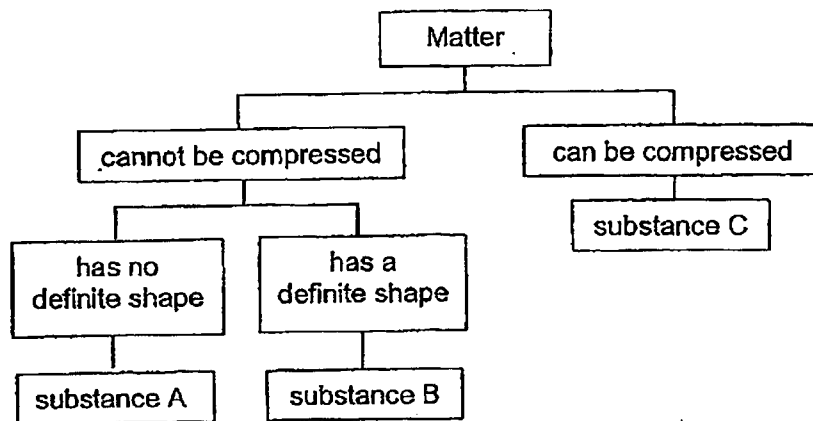 Matter
cannot be compressed
can be compressed
substance C
has no
definite shape
has a
definite shape
substance A
substance B